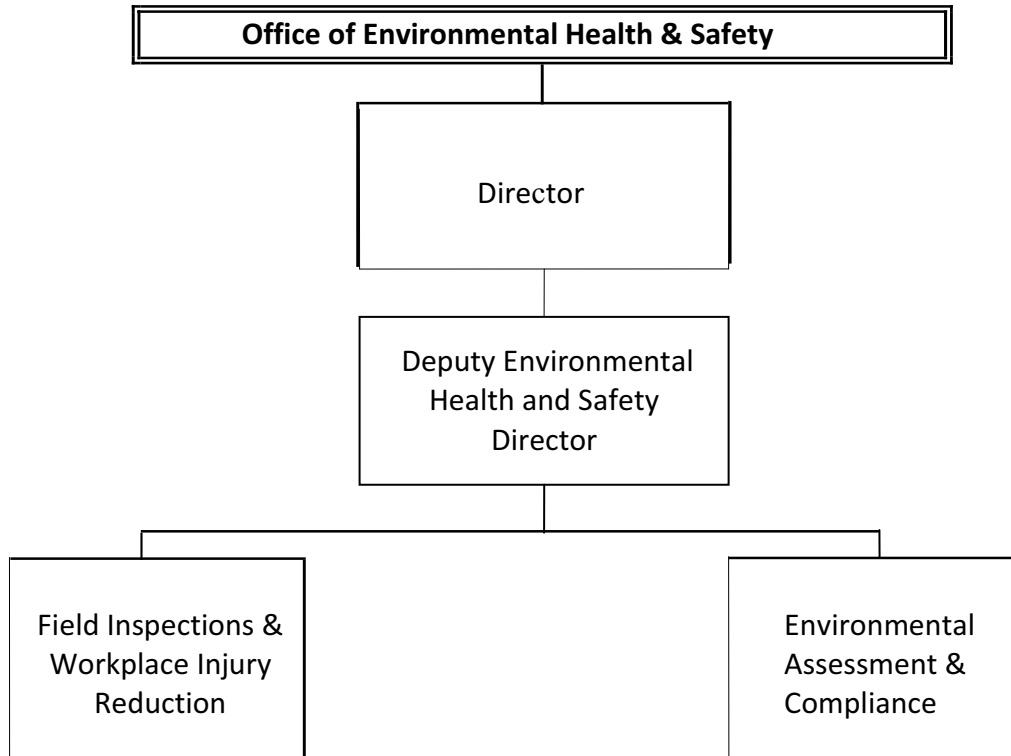 Office of Environmental Health & Safety
Director
Deputy Environmental
Health and Safety
Director
Field Inspections &
Workplace Injury
Reduction
Environmental
Assessment &
Compliance